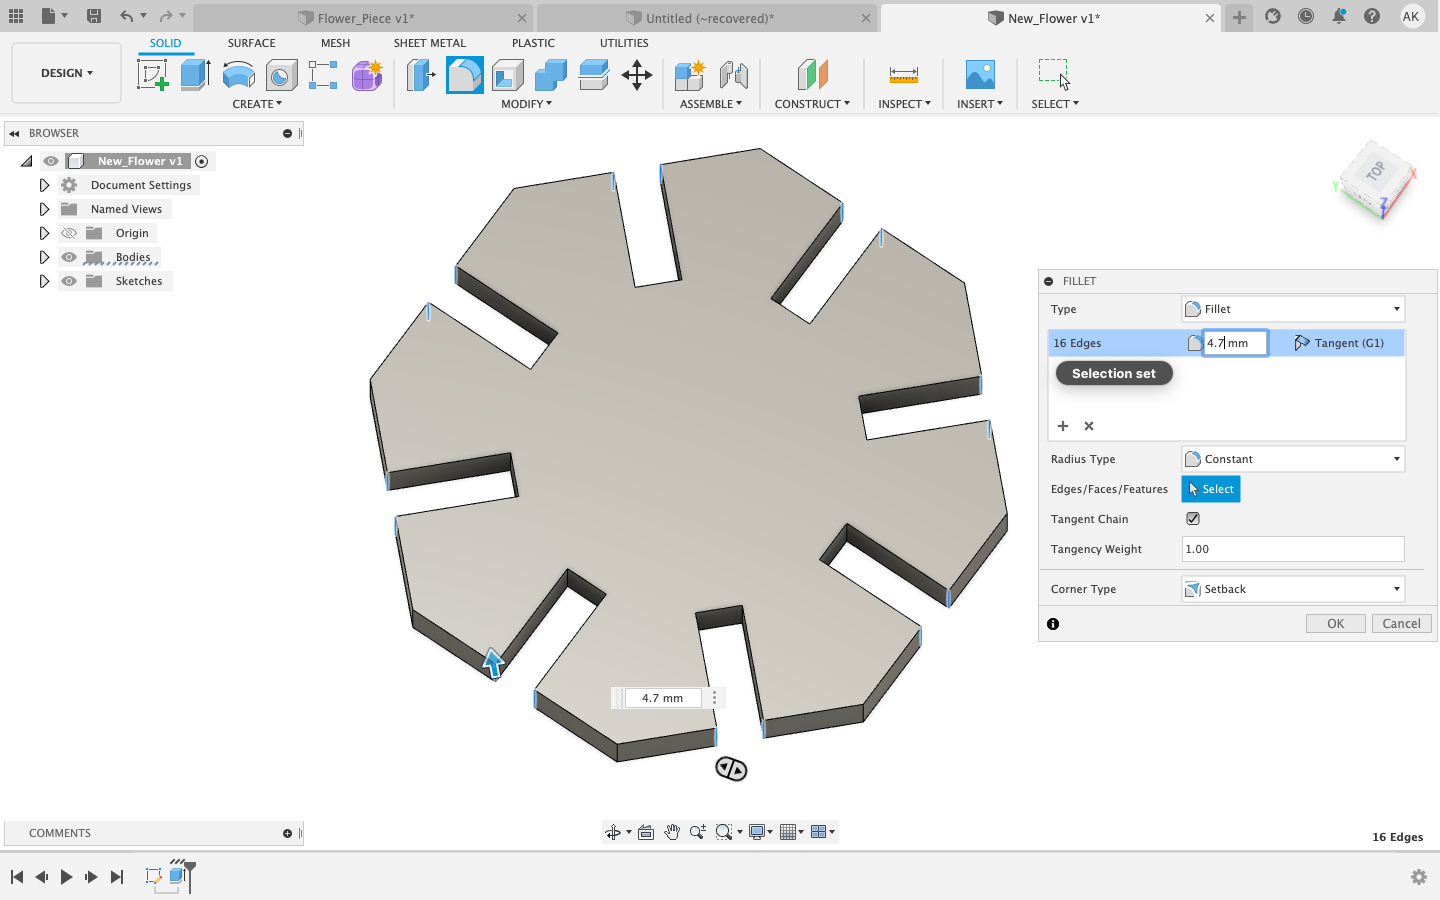 Flower_Piece v1*
Untitled (~recovered)*
New_Flower v1*
AK
SOLID
SURFACE
MESH
SHEET METAL
PLASTIC
UTILITIES
DESIGN
CREATE
MODIFY
ASSEMBLE
CONSTRUCT
INSPECT
INSERT
SELECT
BROWSER
New_Flower v1
Document Settings
Named Views
Origin
Bodies
Sketches
TOP
X
Y
Z
FILLET
Type
Fillet
16 Edges
4.7 mm
Tangent (G1)
Selection set
Radius Type
Constant
Edges/Faces/Features
Select
Tangent Chain
Tangency Weight
1.00
Corner Type
Setback
OK
Cancel
4.7 mm
COMMENTS
16 Edges